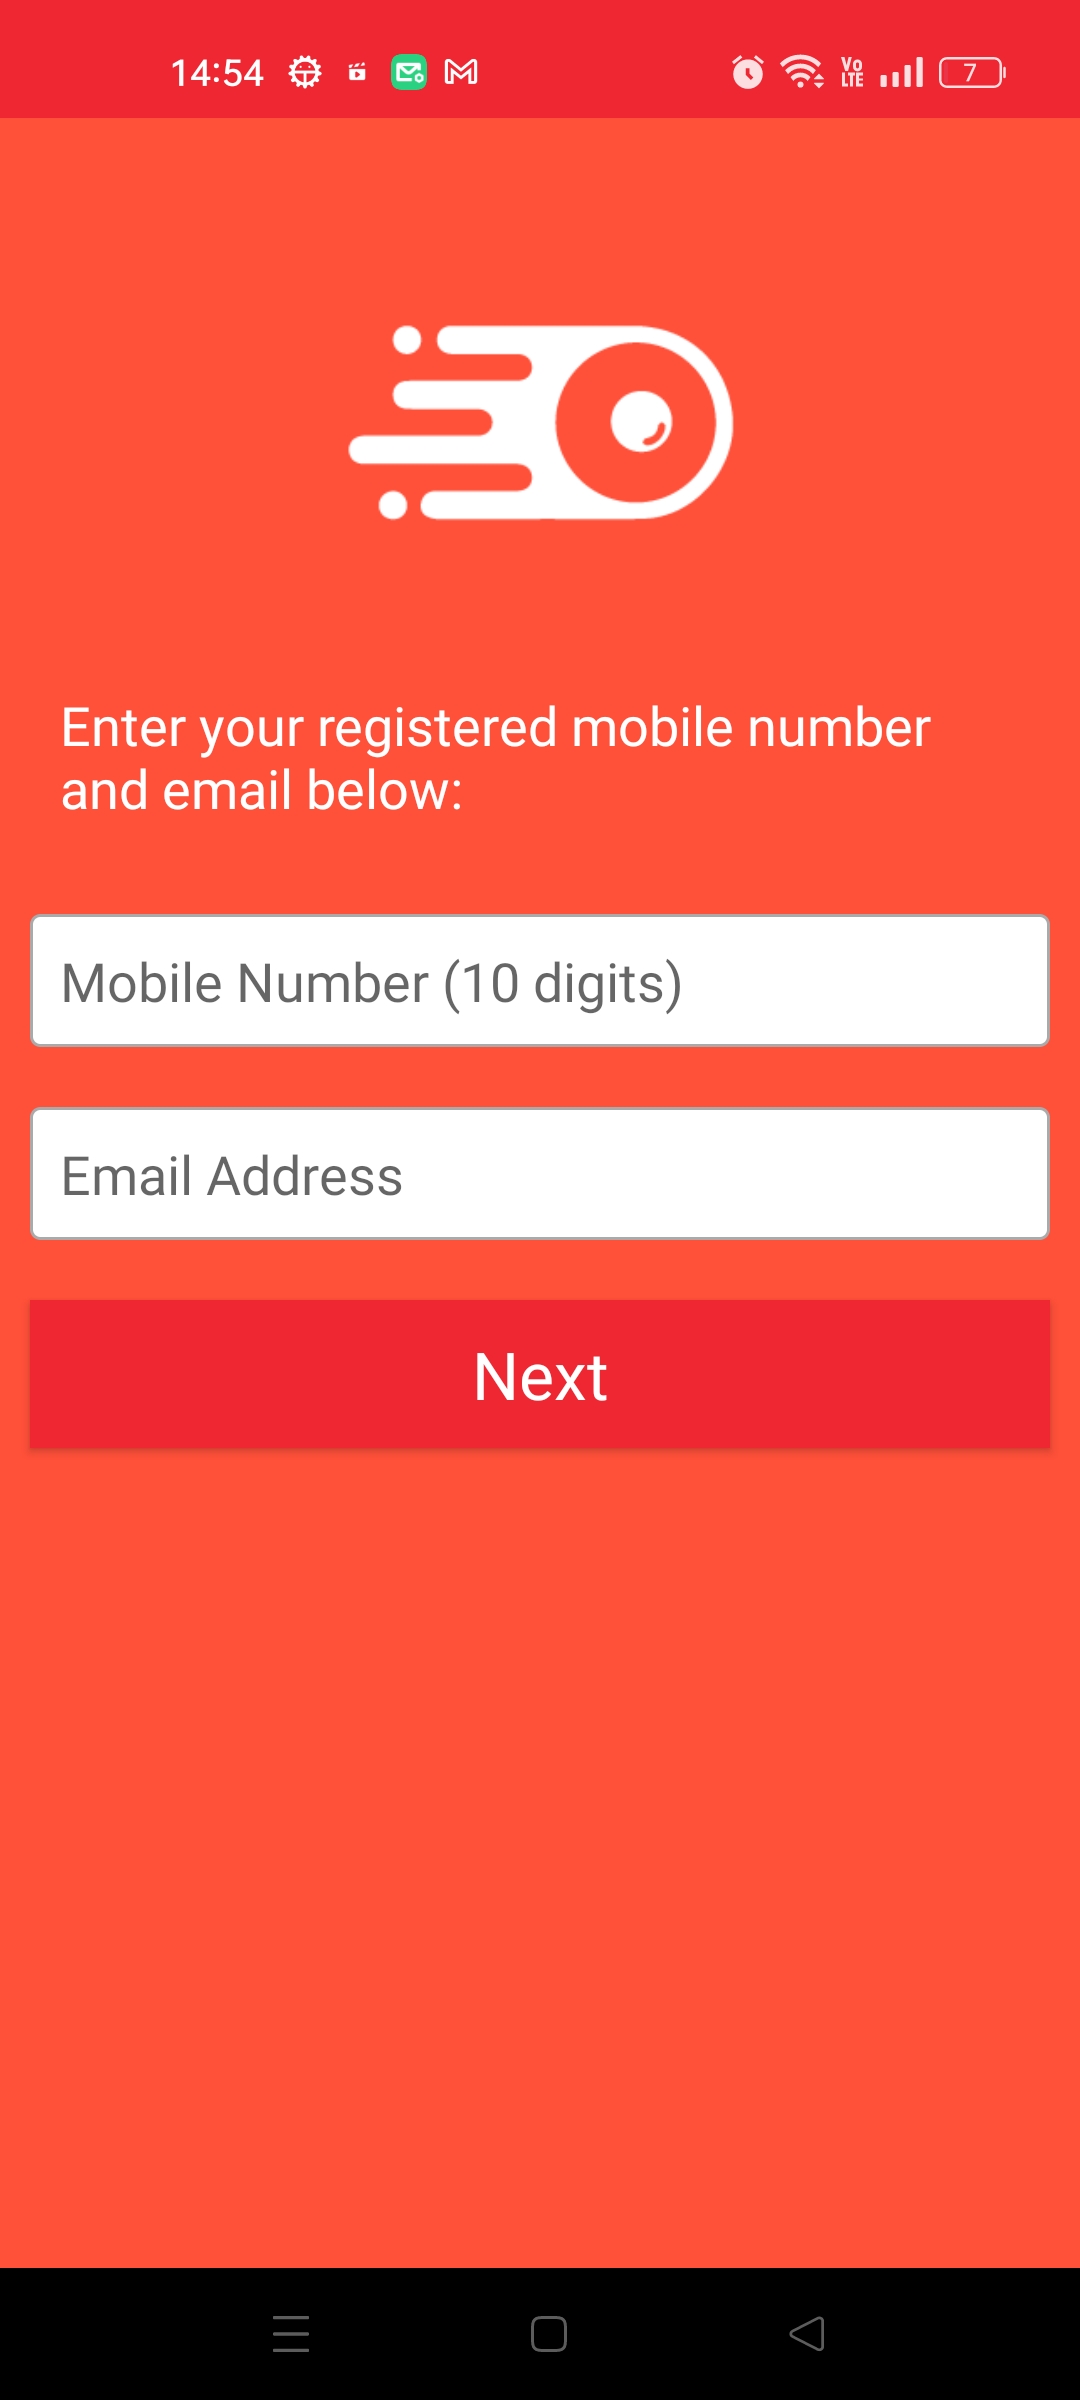 14:54 Vo LTE 7
Enter your registered mobile number
and email below:
Mobile Number (10 digits)
Email Address
Next